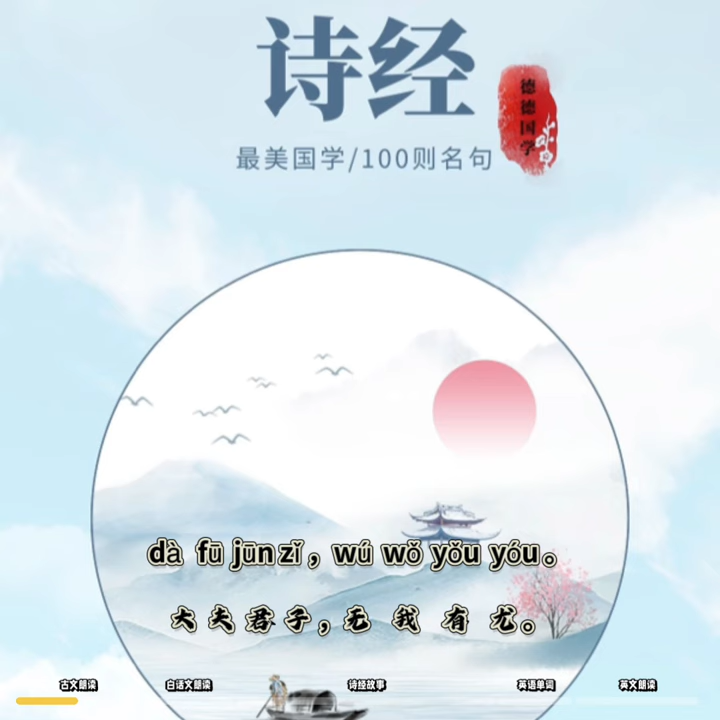 诗经
德德国学
最美国学/100则名句
dà fū jūn zǐ，wú wǒ yǒu yóu。
大夫君子，无我有尤。
古文朗读 白话文朗读 诗经故事 英语单词 英文朗读